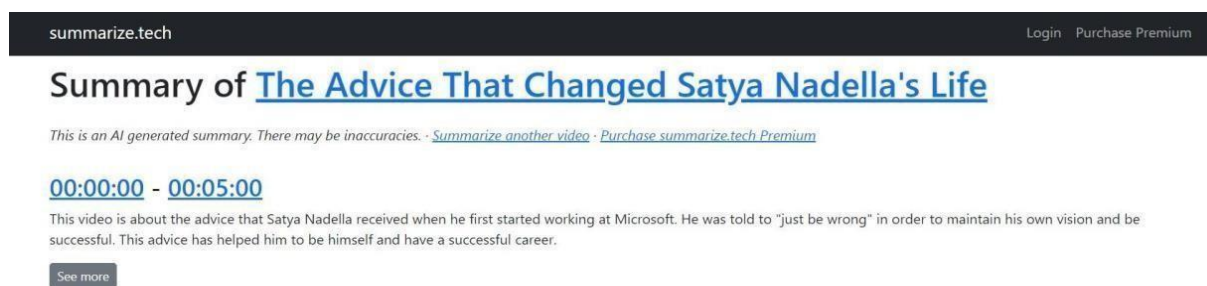 summarize.tech Login Purchase Premium
Summary of The Advice That Changed Satya Nadella's Life
This is an AI generated summary. There may be inaccuracies. · Summarize another video · Purchase summarize.tech Premium
00:00:00 - 00:05:00
This video is about the advice that Satya Nadella received when he first started working at Microsoft. He was told to "just be wrong" in order to maintain his own vision and be
successful. This advice has helped him to be himself and have a successful career.
See more